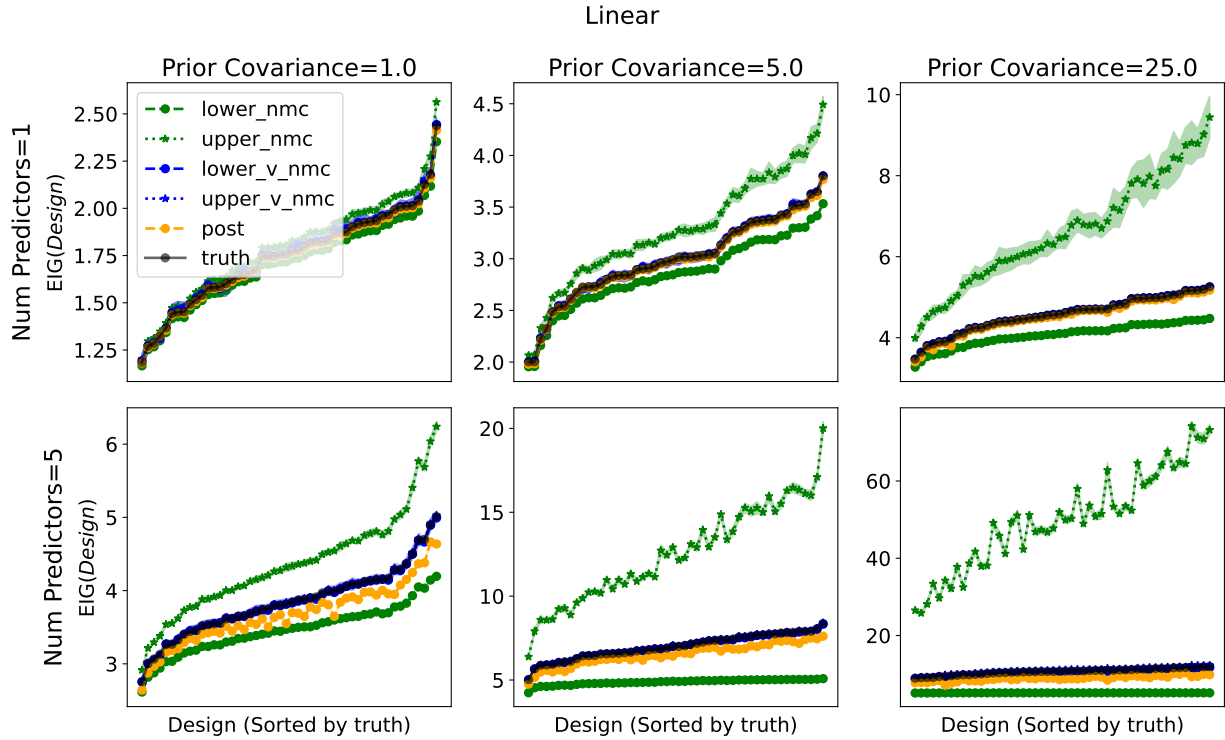 Linear
Prior Covariance=1.0
Prior Covariance=5.0
Prior Covariance=25.0
Num Predictors=1
EIG(Design)
2.50
2.25
2.00
1.75
1.50
1.25
lower_nmc
upper_nmc
lower_v_nmc
upper_v_nmc
post
truth
4.5
4.0
3.5
3.0
2.5
2.0
10
8
6
4
Num Predictors=5
EIG(Design)
6
5
4
3
20
15
10
5
60
40
20
Design (Sorted by truth)
Design (Sorted by truth)
Design (Sorted by truth)